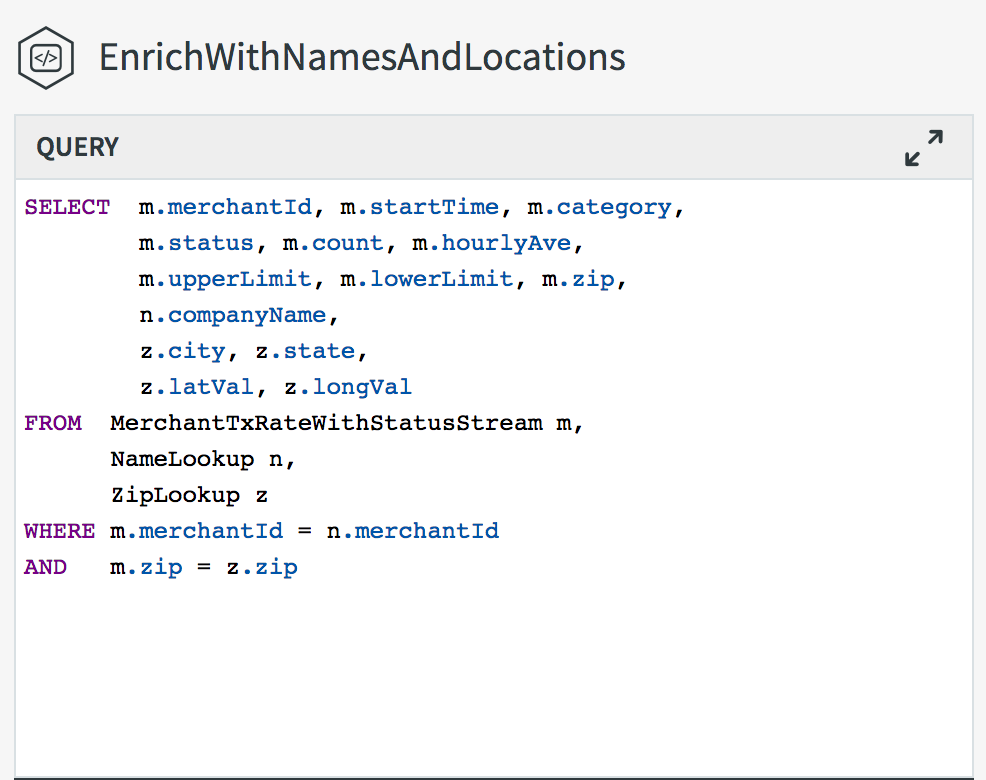 </>
EnrichWithNamesAndLocations
QUERY
SELECT  m.merchantId, m.startTime, m.category,
        m.status, m.count, m.hourlyAve,
        m.upperLimit, m.lowerLimit, m.zip,
        n.companyName,
        z.city, z.state,
        z.latVal, z.longVal
FROM  MerchantTxRateWithStatusStream m,
      NameLookup n,
      ZipLookup z
WHERE m.merchantId = n.merchantId
AND   m.zip = z.zip